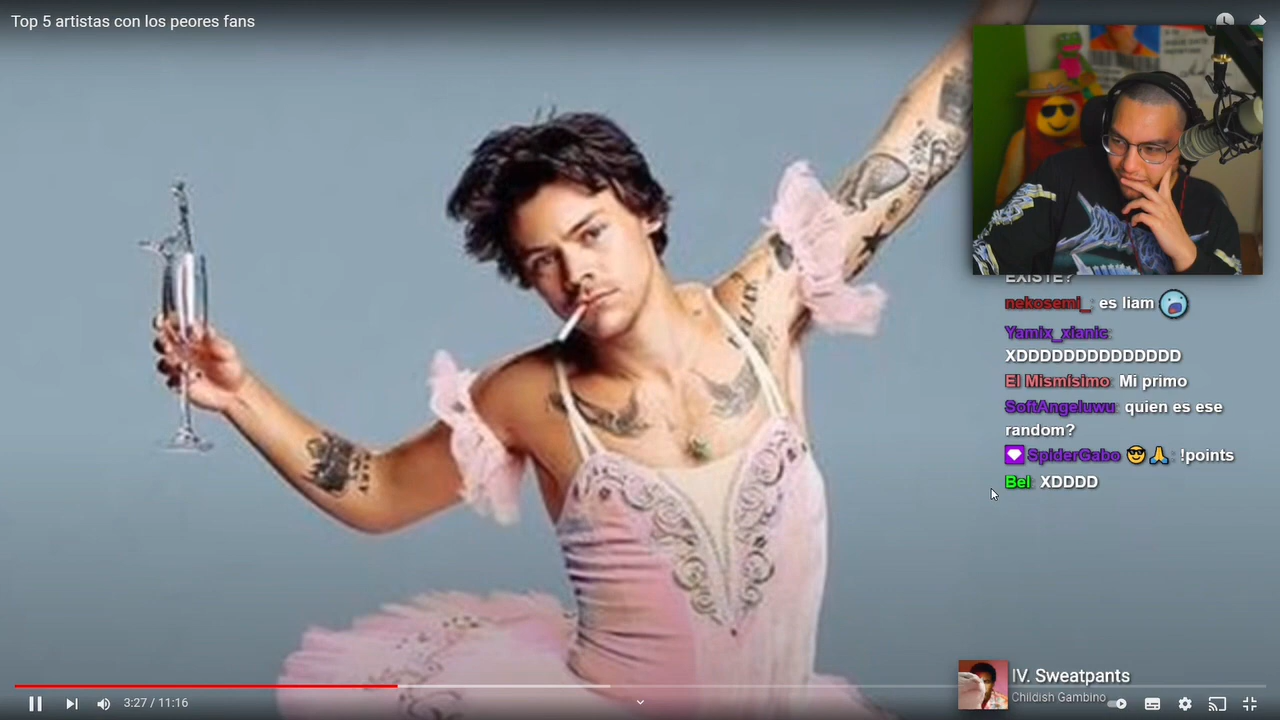 Top 5 artistas con los peores fans
EXISTE?
nekosemi_: es liam
Yamix_xianic:
XDDDDDDDDDDDDDD
El Mismísimo: Mi primo
SoftAngeluwu: quien es ese
random?
SpiderGabo 😎🙏: !points
Bel: XDDDD
IV. Sweatpants
Childish Gambino
3:27 / 11:16